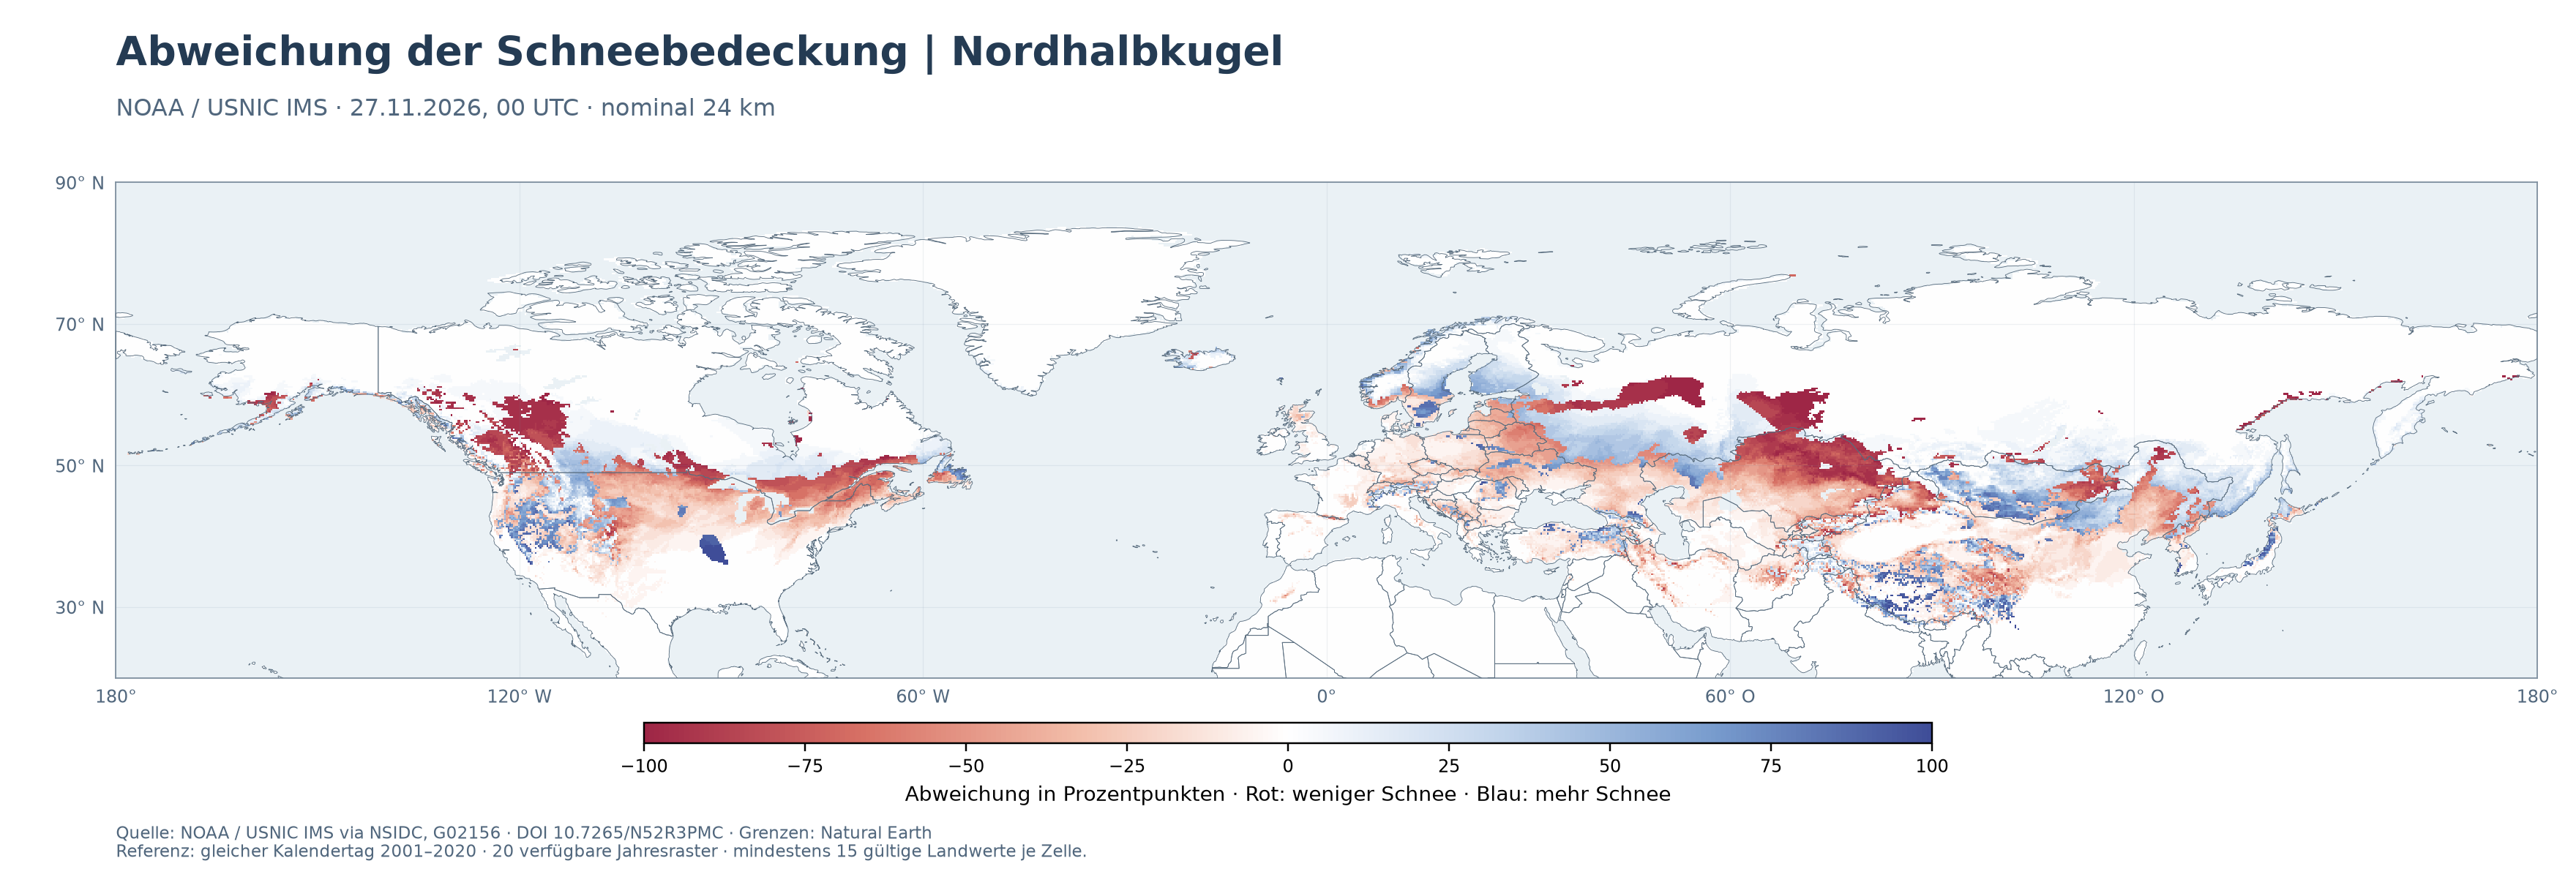 Abweichung der Schneebedeckung | Nordhalbkugel
NOAA / USNIC IMS · 27.11.2026, 00 UTC · nominal 24 km
90° N
70° N
50° N
30° N
180° 120° W 60° W 0° 60° O 120° O 180°
−100 −75 −50 −25 0 25 50 75 100
Abweichung in Prozentpunkten · Rot: weniger Schnee · Blau: mehr Schnee
Quelle: NOAA / USNIC IMS via NSIDC, G02156 · DOI 10.7265/N52R3PMC · Grenzen: Natural Earth
Referenz: gleicher Kalendertag 2001–2020 · 20 verfügbare Jahresraster · mindestens 15 gültige Landwerte je Zelle.